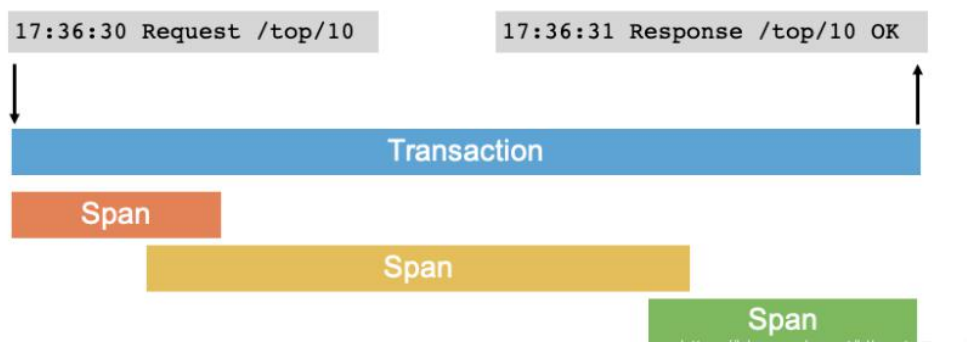 17:36:30 Request /top/10
17:36:31 Response /top/10 OK
Transaction
Span
Span
Span